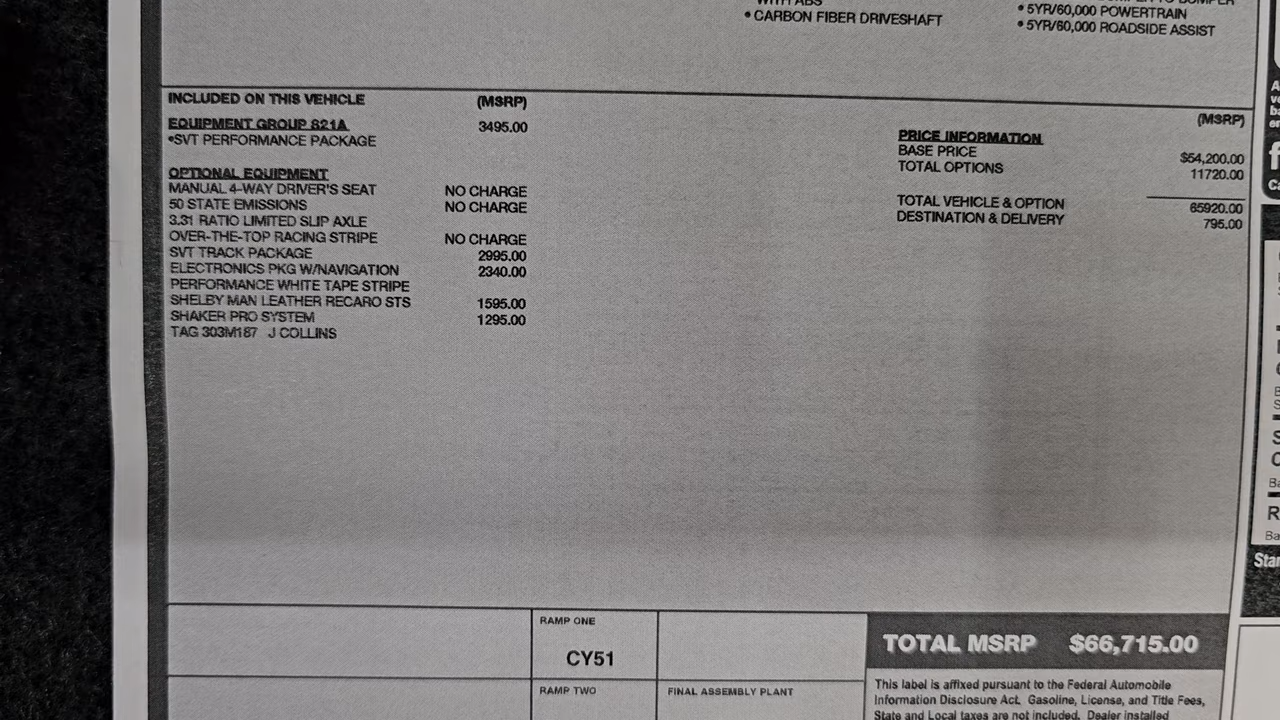 WITH ABS
• CARBON FIBER DRIVESHAFT
• 5YR/60,000 POWERTRAIN
• 5YR/60,000 ROADSIDE ASSIST
INCLUDED ON THIS VEHICLE (MSRP)
EQUIPMENT GROUP 821A 3495.00
•SVT PERFORMANCE PACKAGE
OPTIONAL EQUIPMENT
MANUAL 4-WAY DRIVER'S SEAT NO CHARGE
50 STATE EMISSIONS NO CHARGE
3.31 RATIO LIMITED SLIP AXLE
OVER-THE-TOP RACING STRIPE NO CHARGE
SVT TRACK PACKAGE 2995.00
ELECTRONICS PKG W/NAVIGATION 2340.00
PERFORMANCE WHITE TAPE STRIPE
SHELBY MAN LEATHER RECARO STS 1595.00
SHAKER PRO SYSTEM 1295.00
TAG 303M187 J COLLINS
(MSRP)
PRICE INFORMATION
BASE PRICE $54,200.00
TOTAL OPTIONS 11720.00
TOTAL VEHICLE & OPTION 65920.00
DESTINATION & DELIVERY 795.00
RAMP ONE
CY51
RAMP TWO
FINAL ASSEMBLY PLANT
TOTAL MSRP $66,715.00
This label is affixed pursuant to the Federal Automobile
Information Disclosure Act. Gasoline, License, and Title Fees,
State and Local taxes are not included. Dealer installed